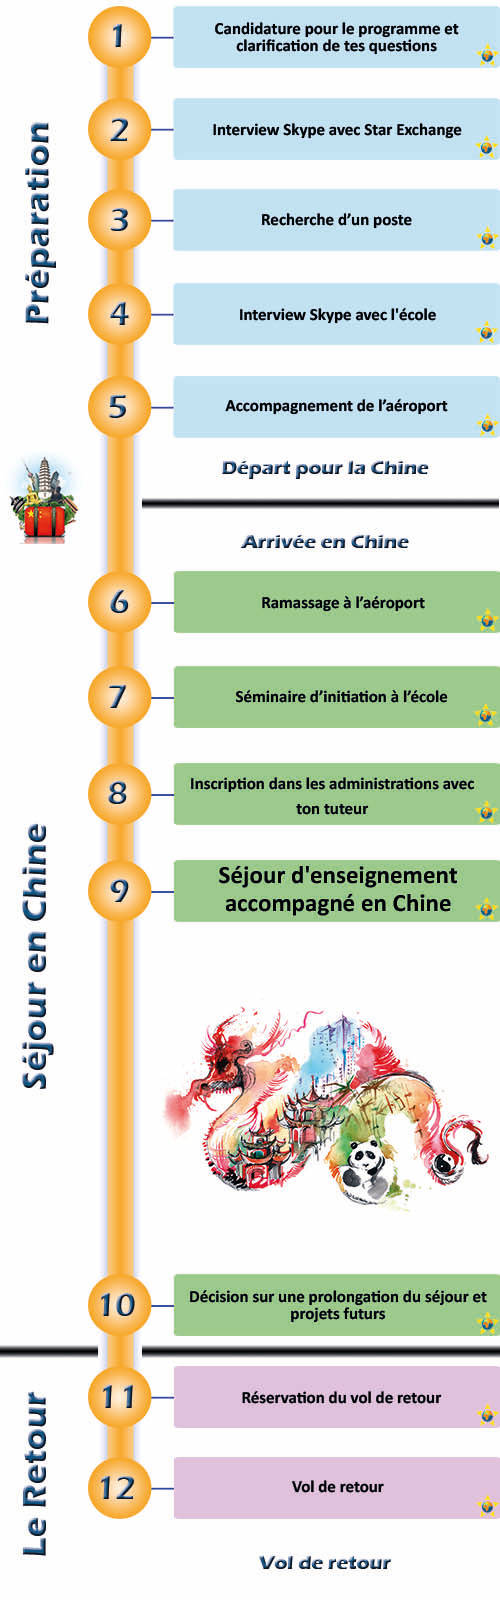 Préparation
1
Candidature pour le programme et
clarification de tes questions
2
Interview Skype avec Star Exchange
3
Recherche d’un poste
4
Interview Skype avec l'école
5
Accompagnement de l’aéroport
Départ pour la Chine
Arrivée en Chine
Séjour en Chine
6
Ramassage à l’aéroport
7
Séminaire d’initiation à l’école
8
Inscription dans les administrations avec
ton tuteur
9
Séjour d'enseignement
accompagné en Chine
10
Décision sur une prolongation du séjour et
projets futurs
Le Retour
11
Réservation du vol de retour
12
Vol de retour
Vol de retour